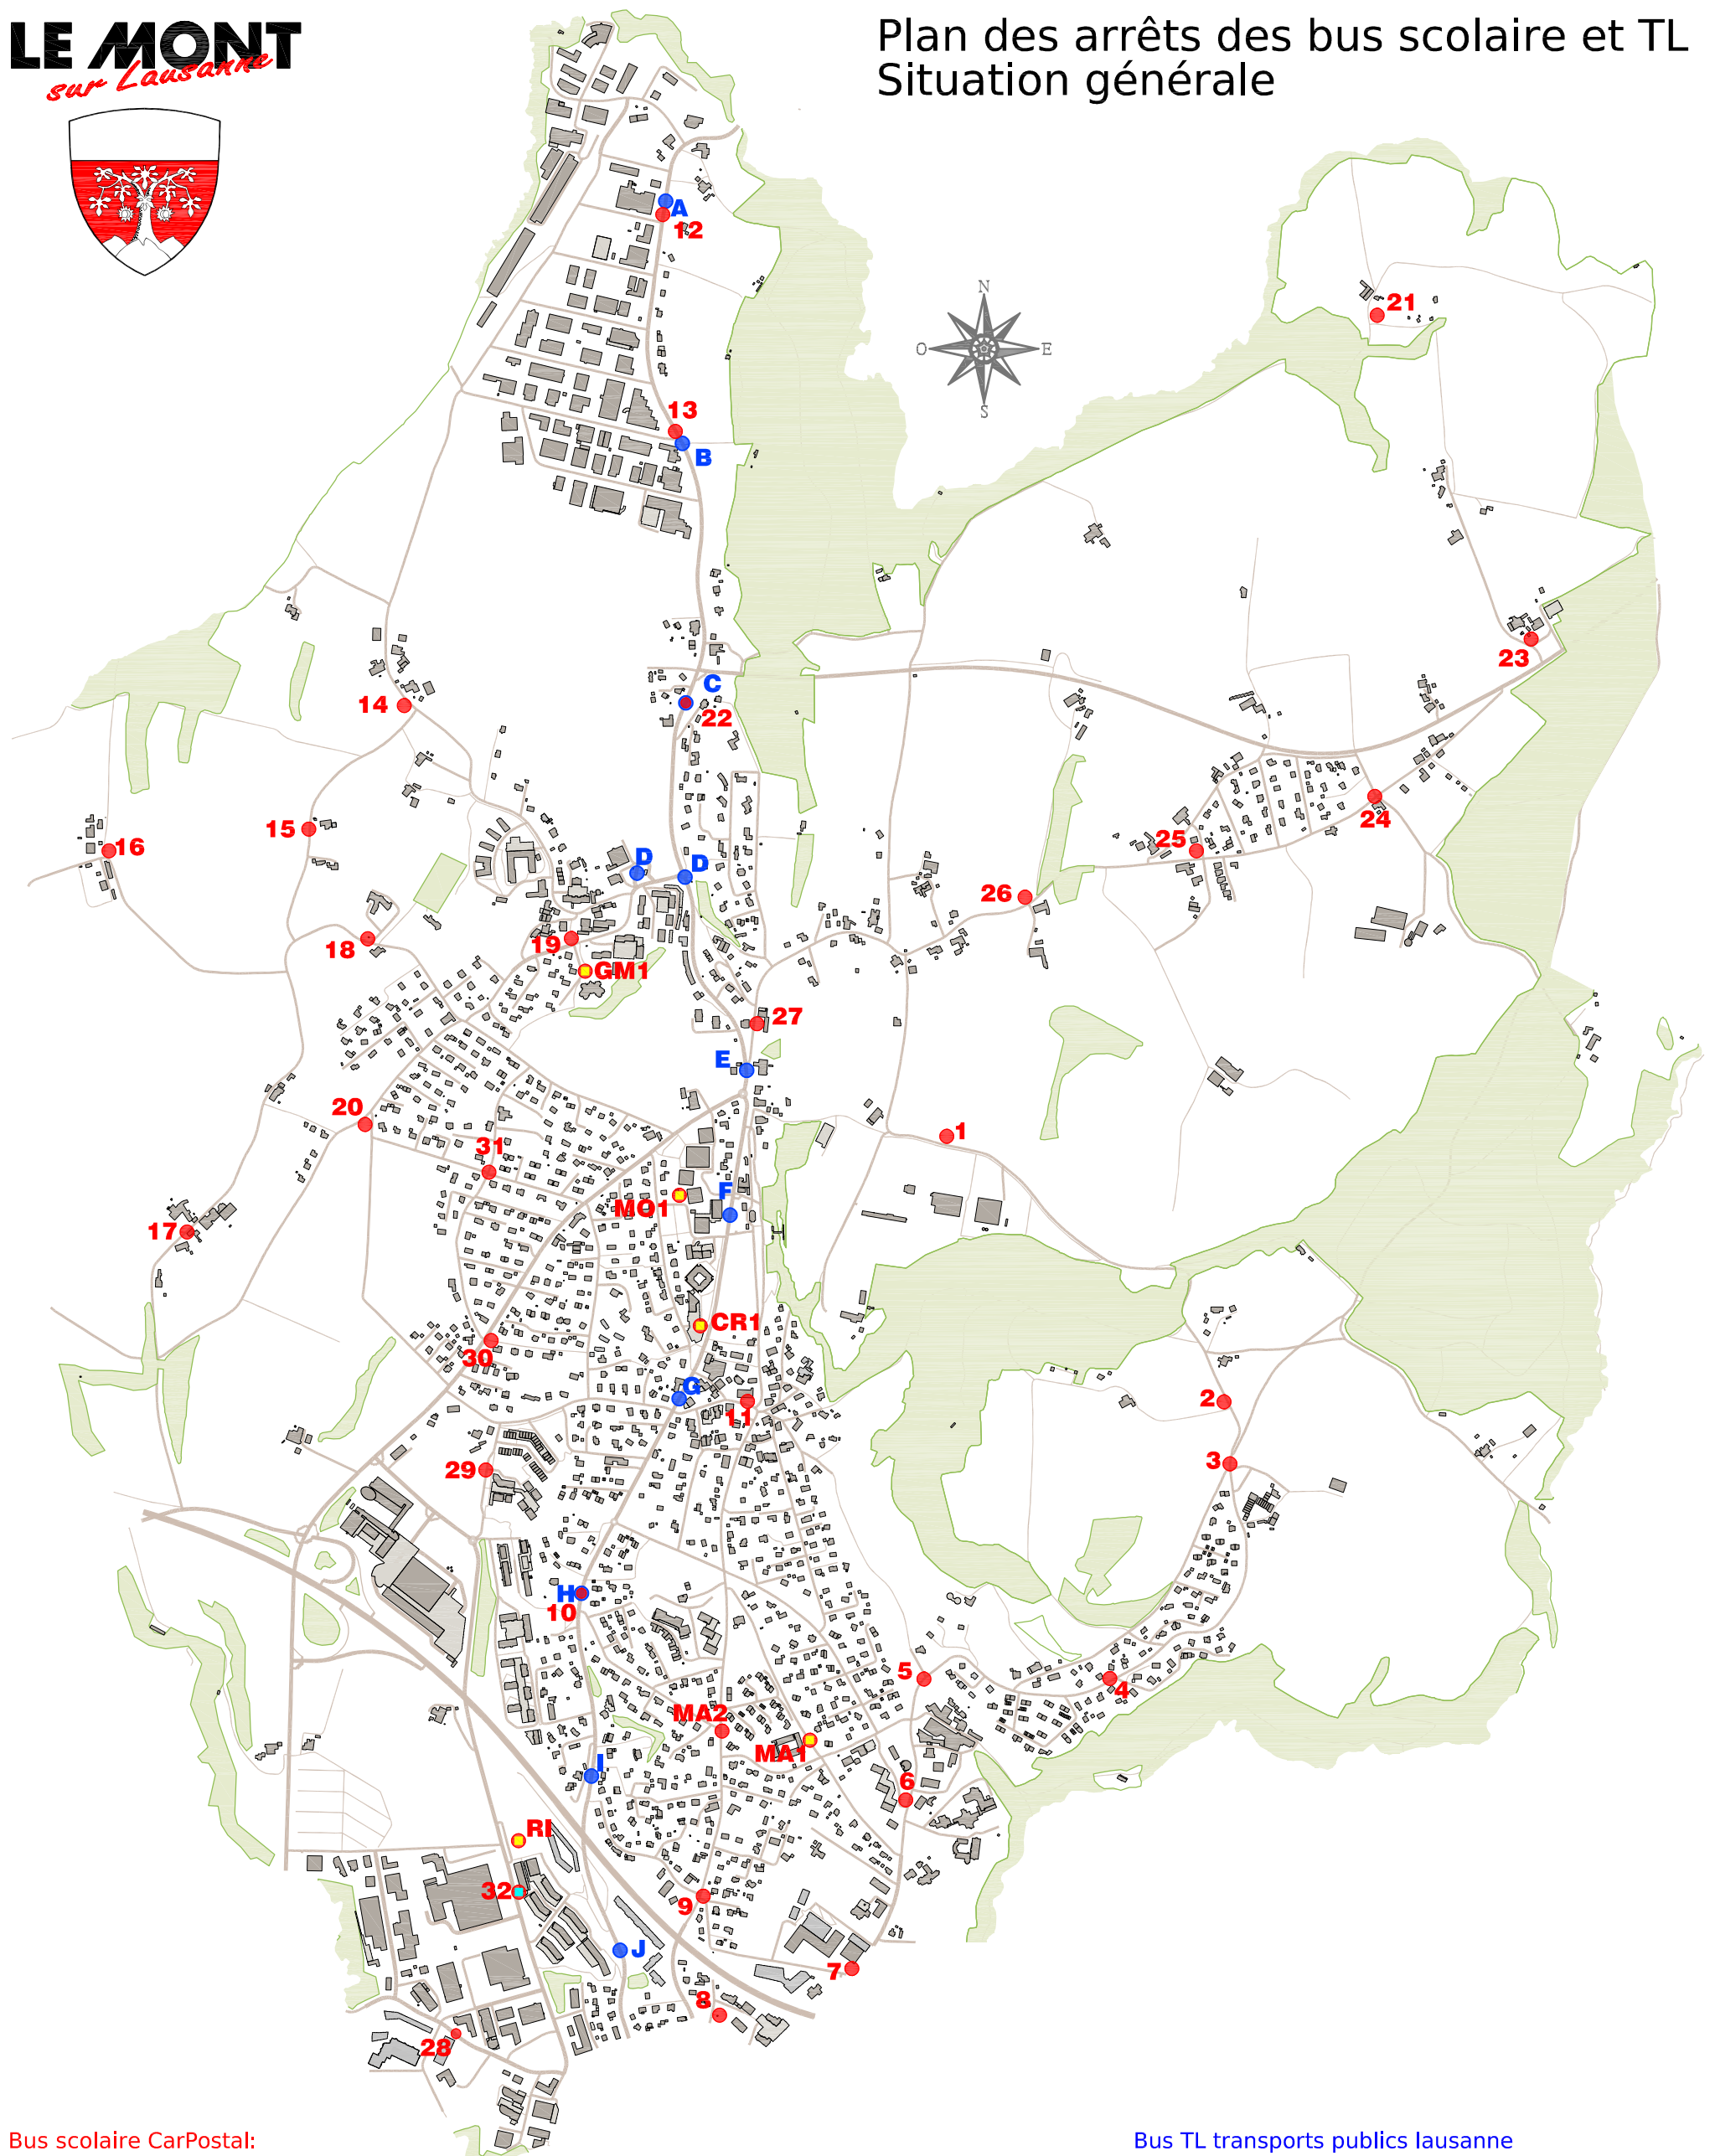 LE MONT
sur Lausanne
Plan des arrêts des bus scolaire et TL
Situation générale
A
12
21
N
O
E
S
13
B
23
C
14
22
24
15
16
25
D
D
26
18
19
GM1
27
E
20
1
31
MO1
F
17
CR1
30
G
2
11
3
29
H
10
5
4
MA2
MA1
I
6
RI
32
9
J
7
8
28
Bus scolaire CarPostal:
Bus TL transports publics lausanne